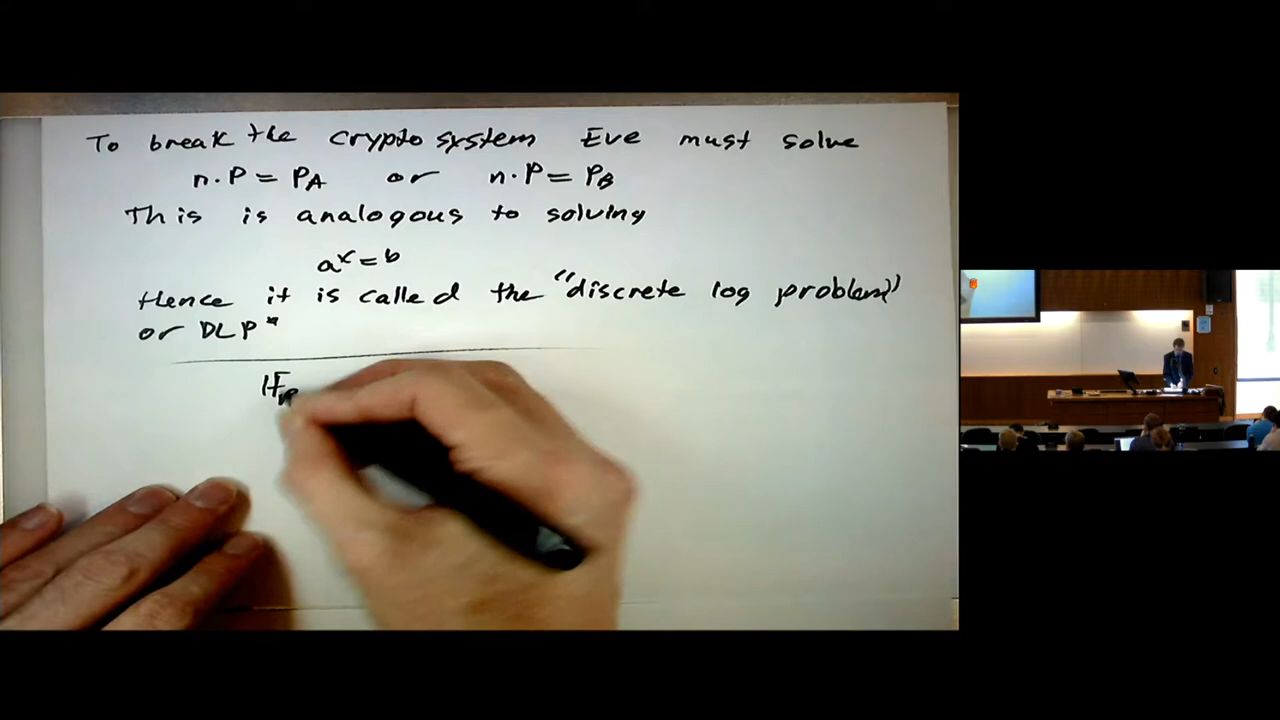 To break the crypto system Eve must solve
n·P = P_A or n·P = P_B
This is analogous to solving
a^x = b
Hence it is called the "discrete log problem"
or DLP*
𝔽